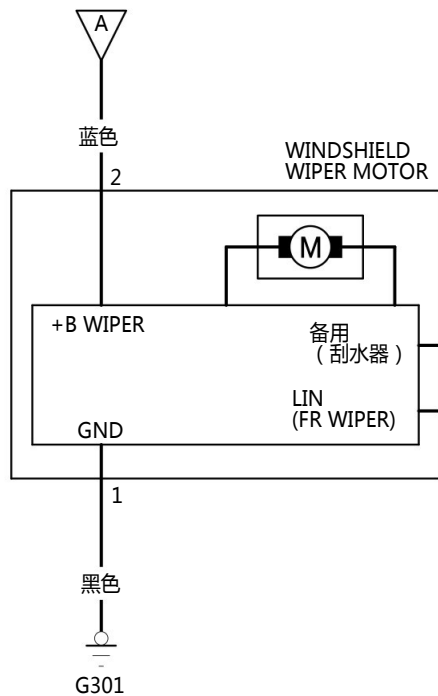 A
蓝色
2
WINDSHIELD
WIPER MOTOR
M
+B WIPER
备用
（刮水器）
LIN
(FR WIPER)
GND
1
黑色
G301